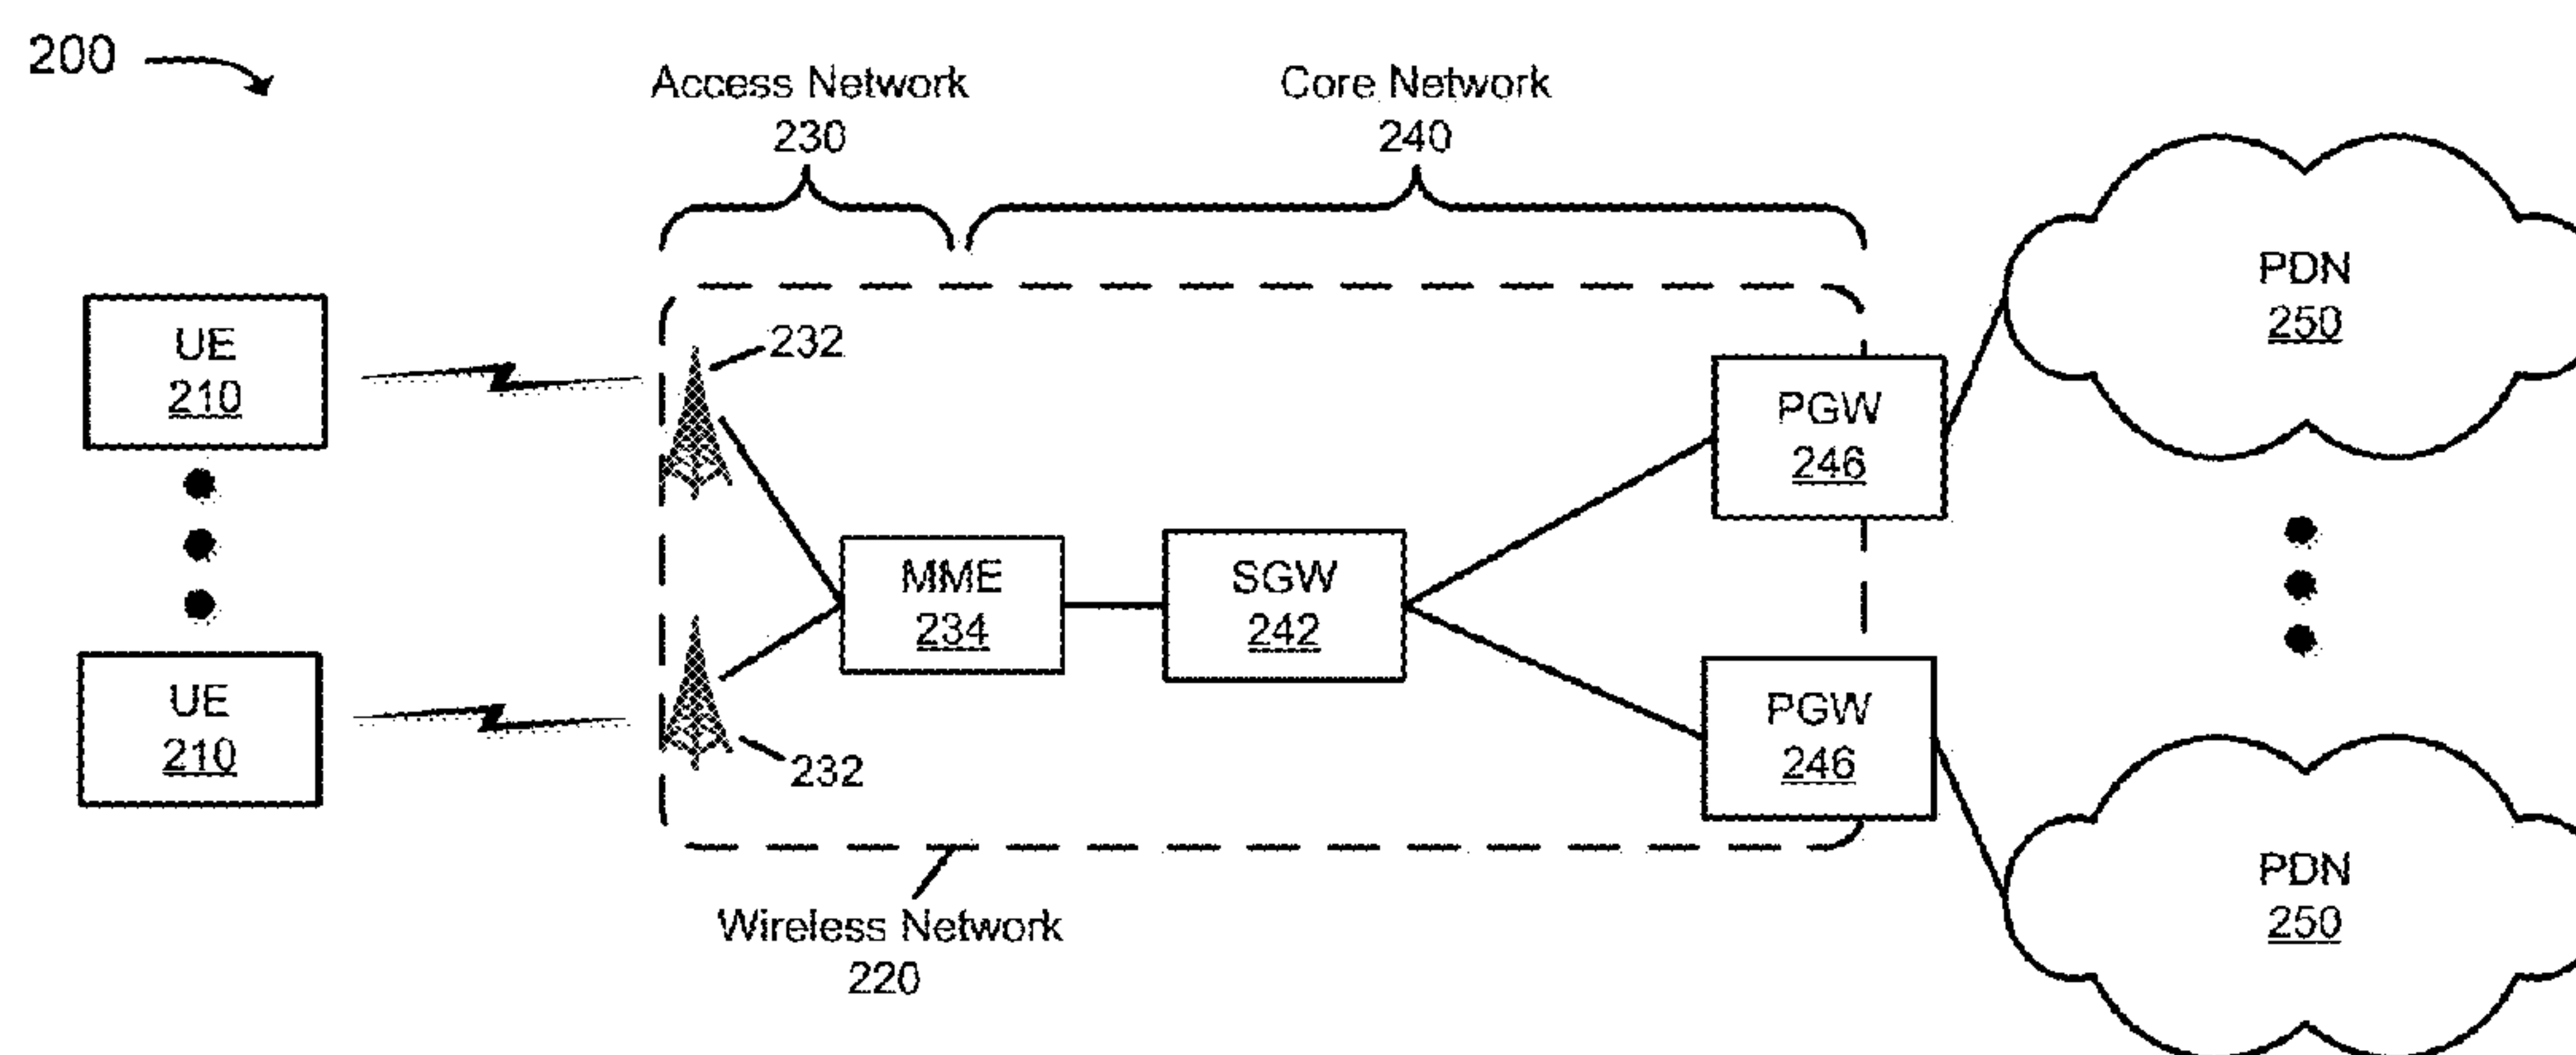 200
Access Network
230
Core Network
240
PDN
250
UE
210
232
PGW
246
MME
234
SGW
242
UE
210
232
PGW
246
PDN
250
Wireless Network
220